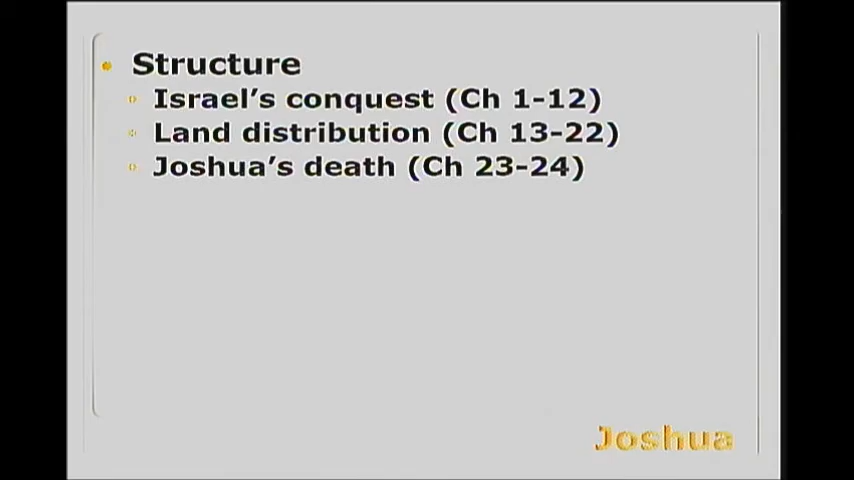 Structure
Israel's conquest (Ch 1-12)
Land distribution (Ch 13-22)
Joshua's death (Ch 23-24)
Joshua